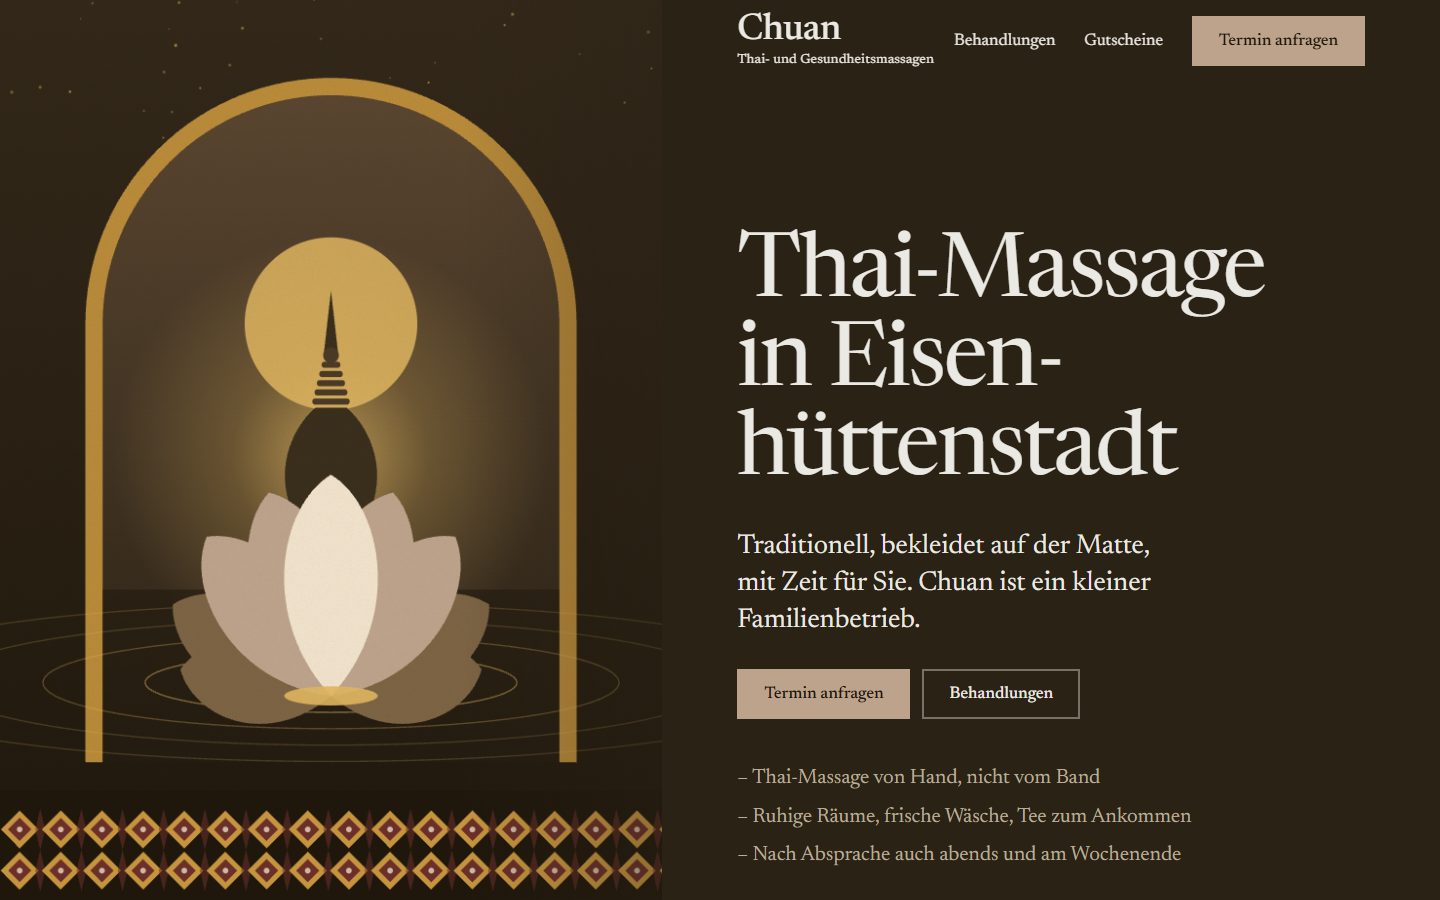 Chuan
Thai- und Gesundheitsmassagen
Behandlungen
Gutscheine
Termin anfragen
Thai-Massage
in Eisen-
hüttenstadt
Traditionell, bekleidet auf der Matte,
mit Zeit für Sie. Chuan ist ein kleiner
Familienbetrieb.
Termin anfragen
Behandlungen
– Thai-Massage von Hand, nicht vom Band
– Ruhige Räume, frische Wäsche, Tee zum Ankommen
– Nach Absprache auch abends und am Wochenende